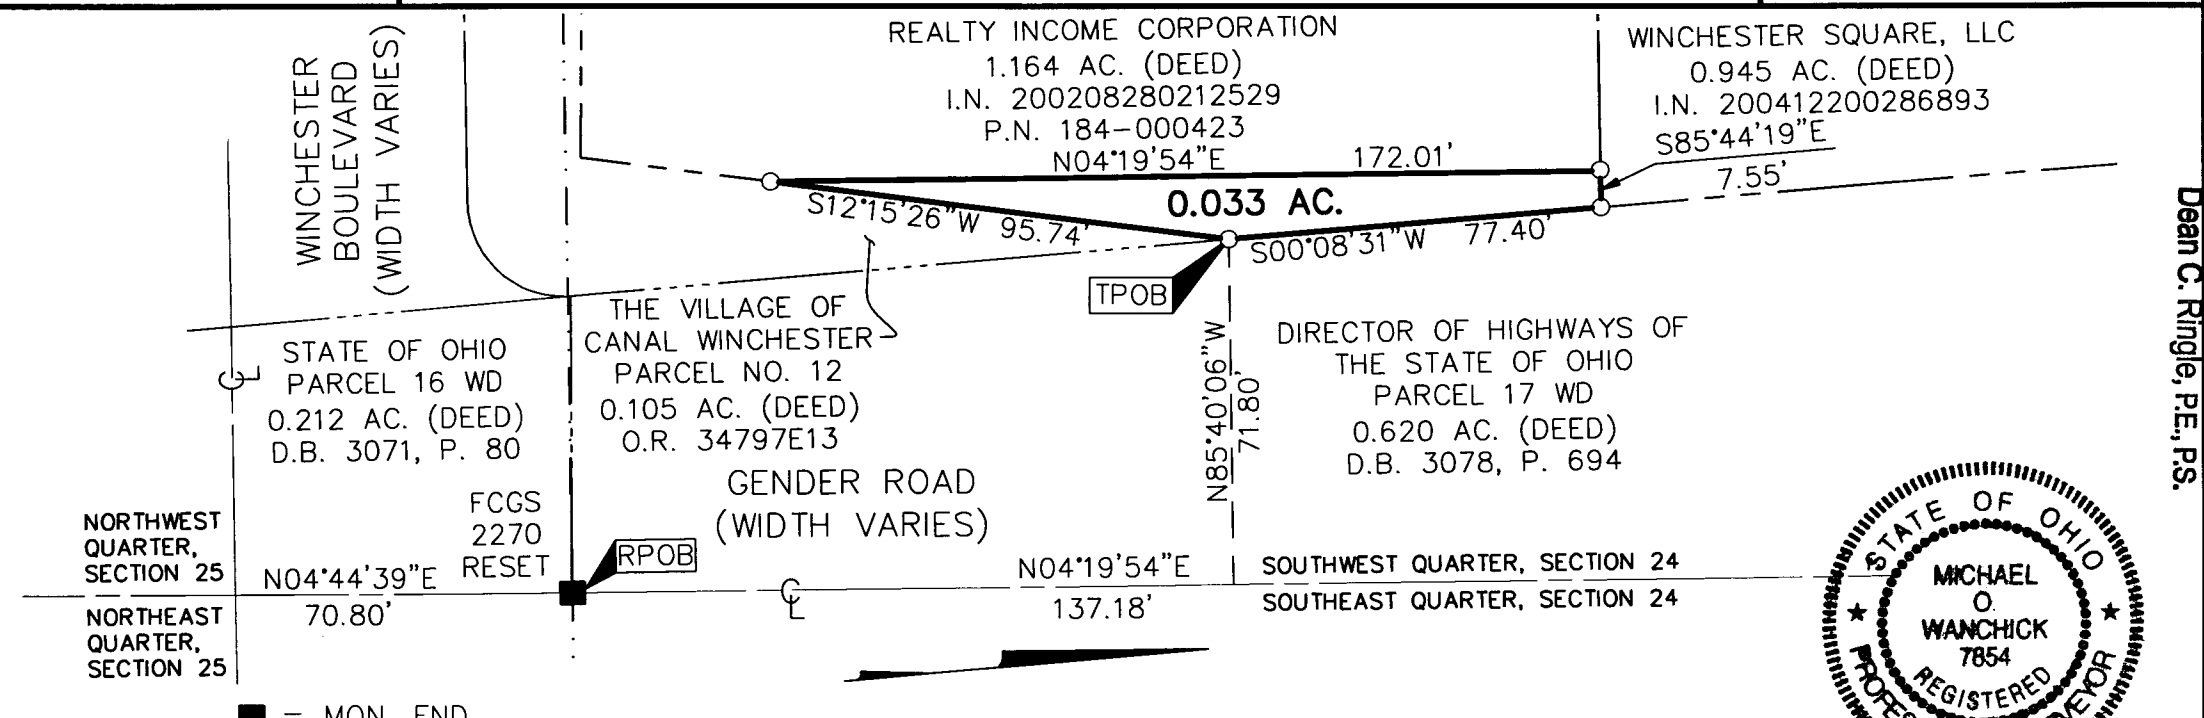 WINCHESTER
BOULEVARD
(WIDTH VARIES)
REALTY INCOME CORPORATION
1.164 AC. (DEED)
I.N. 200208280212529
P.N. 184-000423
N04°19'54"E 172.01'
WINCHESTER SQUARE, LLC
0.945 AC. (DEED)
I.N. 200412200286893
S85°44'19"E
7.55'
0.033 AC.
S12°15'26"W 95.74'
S00°08'31"W 77.40'
TPOB
STATE OF OHIO
PARCEL 16 WD
0.212 AC. (DEED)
D.B. 3071, P. 80
THE VILLAGE OF
CANAL WINCHESTER
PARCEL NO. 12
0.105 AC. (DEED)
O.R. 34797E13
N85°40'06"W
71.80'
DIRECTOR OF HIGHWAYS OF
THE STATE OF OHIO
PARCEL 17 WD
0.620 AC. (DEED)
D.B. 3078, P. 694
Dean C. Ringle, P.E., P.S.
GENDER ROAD
(WIDTH VARIES)
FCGS
2270
RESET
RPOB
NORTHWEST
QUARTER,
SECTION 25
N04°44'39"E
70.80'
NORTHEAST
QUARTER,
SECTION 25
CL
CL
N04°19'54"E
137.18'
SOUTHWEST QUARTER, SECTION 24
SOUTHEAST QUARTER, SECTION 24
STATE OF OHIO
MICHAEL
O.
WANCHICK
7854
REGISTERED
= MON. FND.